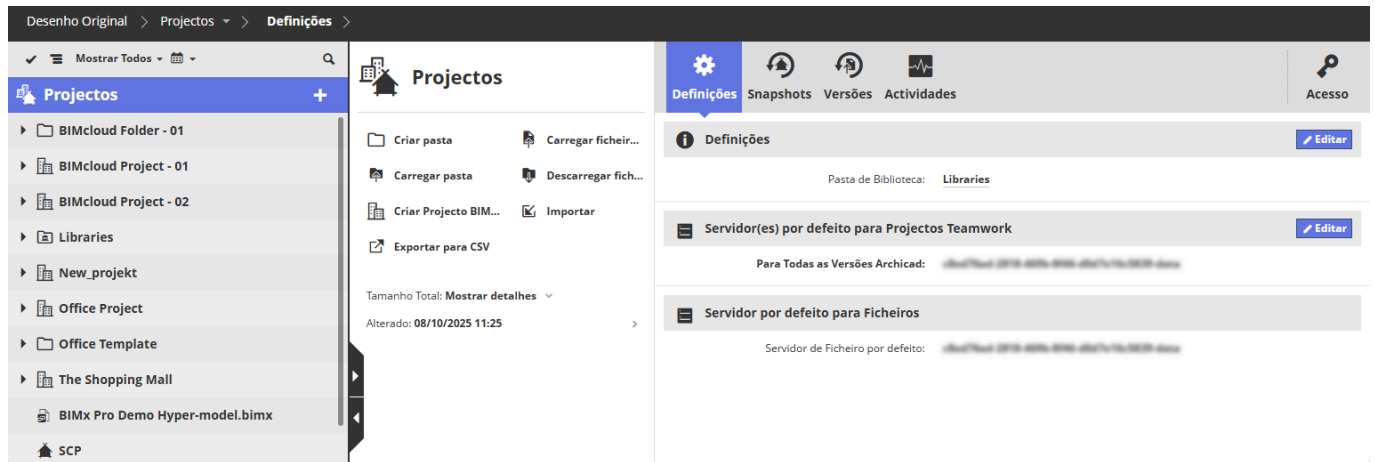 Desenho Original > Projectos > Definições >
Mostrar Todos
Projectos +
BIMcloud Folder - 01
BIMcloud Project - 01
BIMcloud Project - 02
Libraries
New_projekt
Office Project
Office Template
The Shopping Mall
BIMx Pro Demo Hyper-model.bimx
SCP
Projectos
Criar pasta
Carregar ficheir...
Carregar pasta
Descarregar fich...
Criar Projecto BIM...
Importar
Exportar para CSV
Tamanho Total: Mostrar detalhes
Alterado: 08/10/2025 11:25
Definições
Snapshots
Versões
Actividades
Acesso
Definições
Editar
Pasta de Biblioteca: Libraries
Servidor(es) por defeito para Projectos Teamwork
Editar
Para Todas as Versões Archicad:
Servidor por defeito para Ficheiros
Servidor de Ficheiro por defeito: